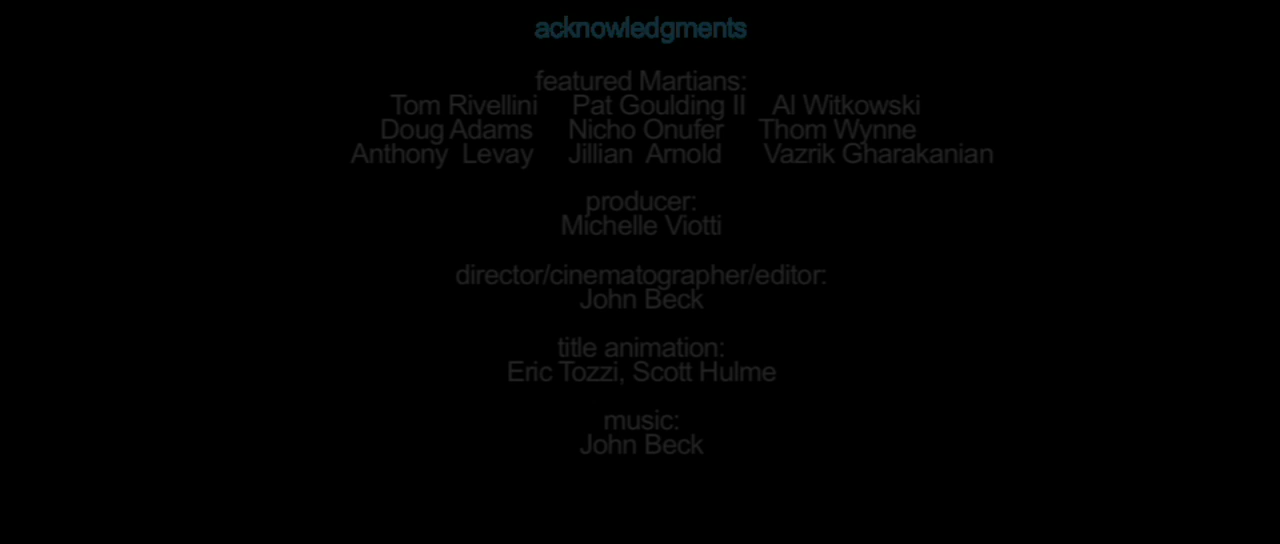 acknowledgments
featured Martians:
Tom Rivellini Pat Goulding II Al Witkowski
Doug Adams Nicho Onufer Thom Wynne
Anthony Levay Jillian Arnold Vazrik Gharakanian
producer:
Michelle Viotti
director/cinematographer/editor:
John Beck
title animation:
Eric Tozzi, Scott Hulme
music:
John Beck